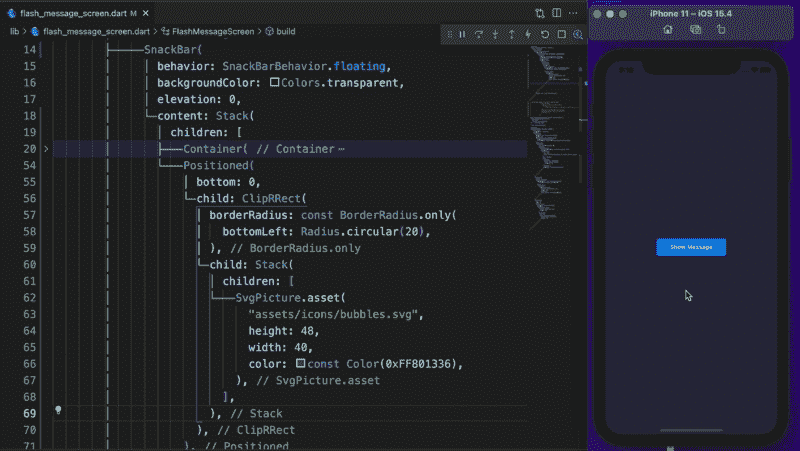 flash_message_screen.dart M
lib > flash_message_screen.dart > FlashMessageScreen > build
14 SnackBar(
15 behavior: SnackBarBehavior.floating,
16 backgroundColor: Colors.transparent,
17 elevation: 0,
18 content: Stack(
19 children: [
20 Container( // Container ⋯
54 Positioned(
55 bottom: 0,
56 child: ClipRRect(
57 borderRadius: const BorderRadius.only(
58 bottomLeft: Radius.circular(20),
59 ), // BorderRadius.only
60 child: Stack(
61 children: [
62 SvgPicture.asset(
63 "assets/icons/bubbles.svg",
64 height: 48,
65 width: 40,
66 color: const Color(0xFF801336),
67 ), // SvgPicture.asset
68 ],
69 ), // Stack
70 ), // ClipRRect
71 ), // Positioned
iPhone 11 – iOS 15.4
Show Message